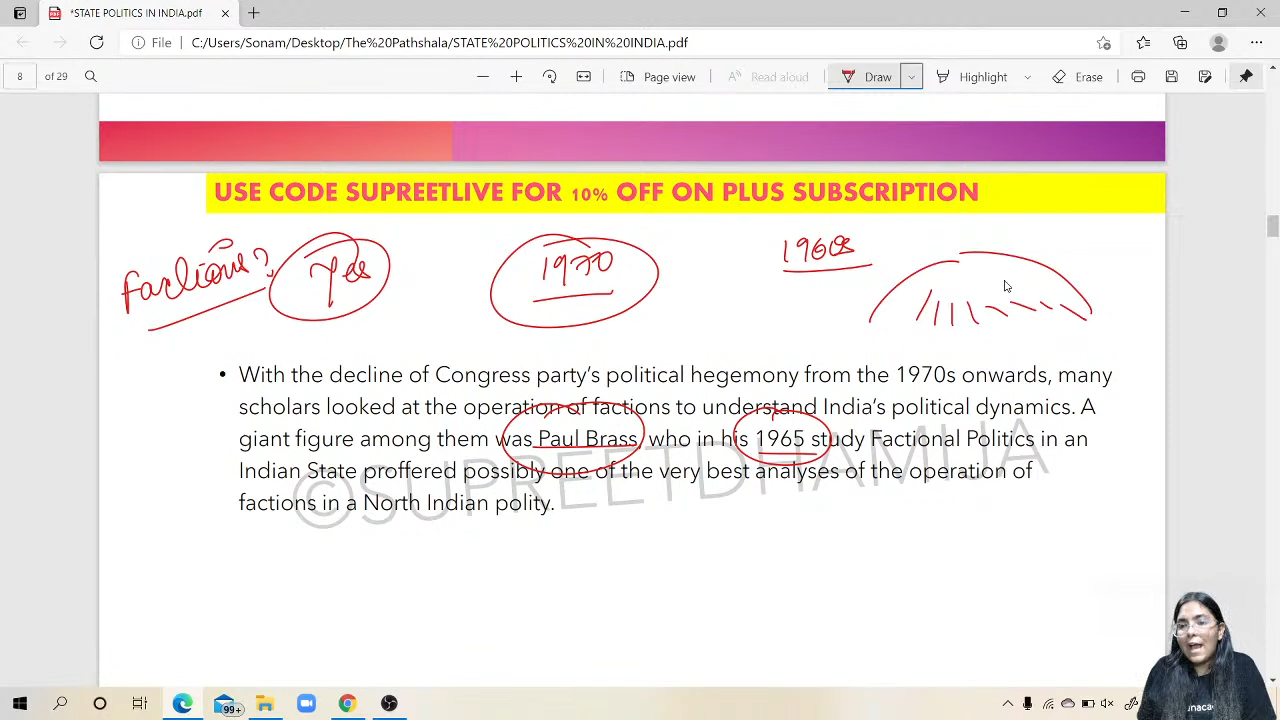 *STATE POLITICS IN INDIA.pdf
File C:/Users/Sonam/Desktop/The%20Pathshala/STATE%20POLITICS%20IN%20INDIA.pdf
8 of 29 Page view Read aloud Draw Highlight Erase
USE CODE SUPREETLIVE FOR 10% OFF ON PLUS SUBSCRIPTION
Factions? Yes 1970 1960s
• With the decline of Congress party's political hegemony from the 1970s onwards, many
scholars looked at the operation of factions to understand India's political dynamics. A
giant figure among them was Paul Brass, who in his 1965 study Factional Politics in an
Indian State proffered possibly one of the very best analyses of the operation of
factions in a North Indian polity.
©SUPREETDHAMIJA
99+